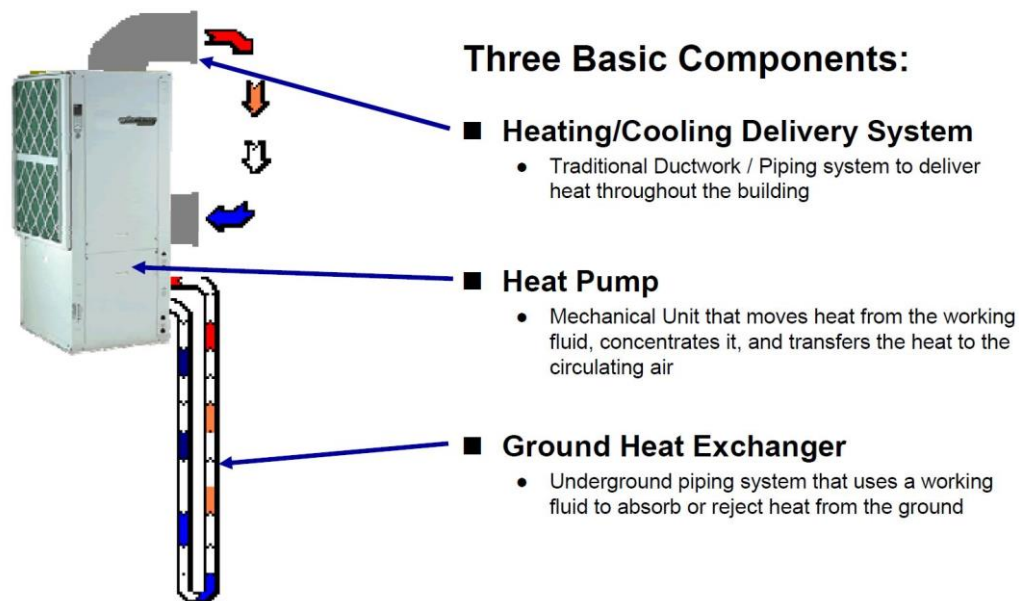 Three Basic Components:
■ Heating/Cooling Delivery System
● Traditional Ductwork / Piping system to deliver
heat throughout the building
■ Heat Pump
● Mechanical Unit that moves heat from the working
fluid, concentrates it, and transfers the heat to the
circulating air
■ Ground Heat Exchanger
● Underground piping system that uses a working
fluid to absorb or reject heat from the ground